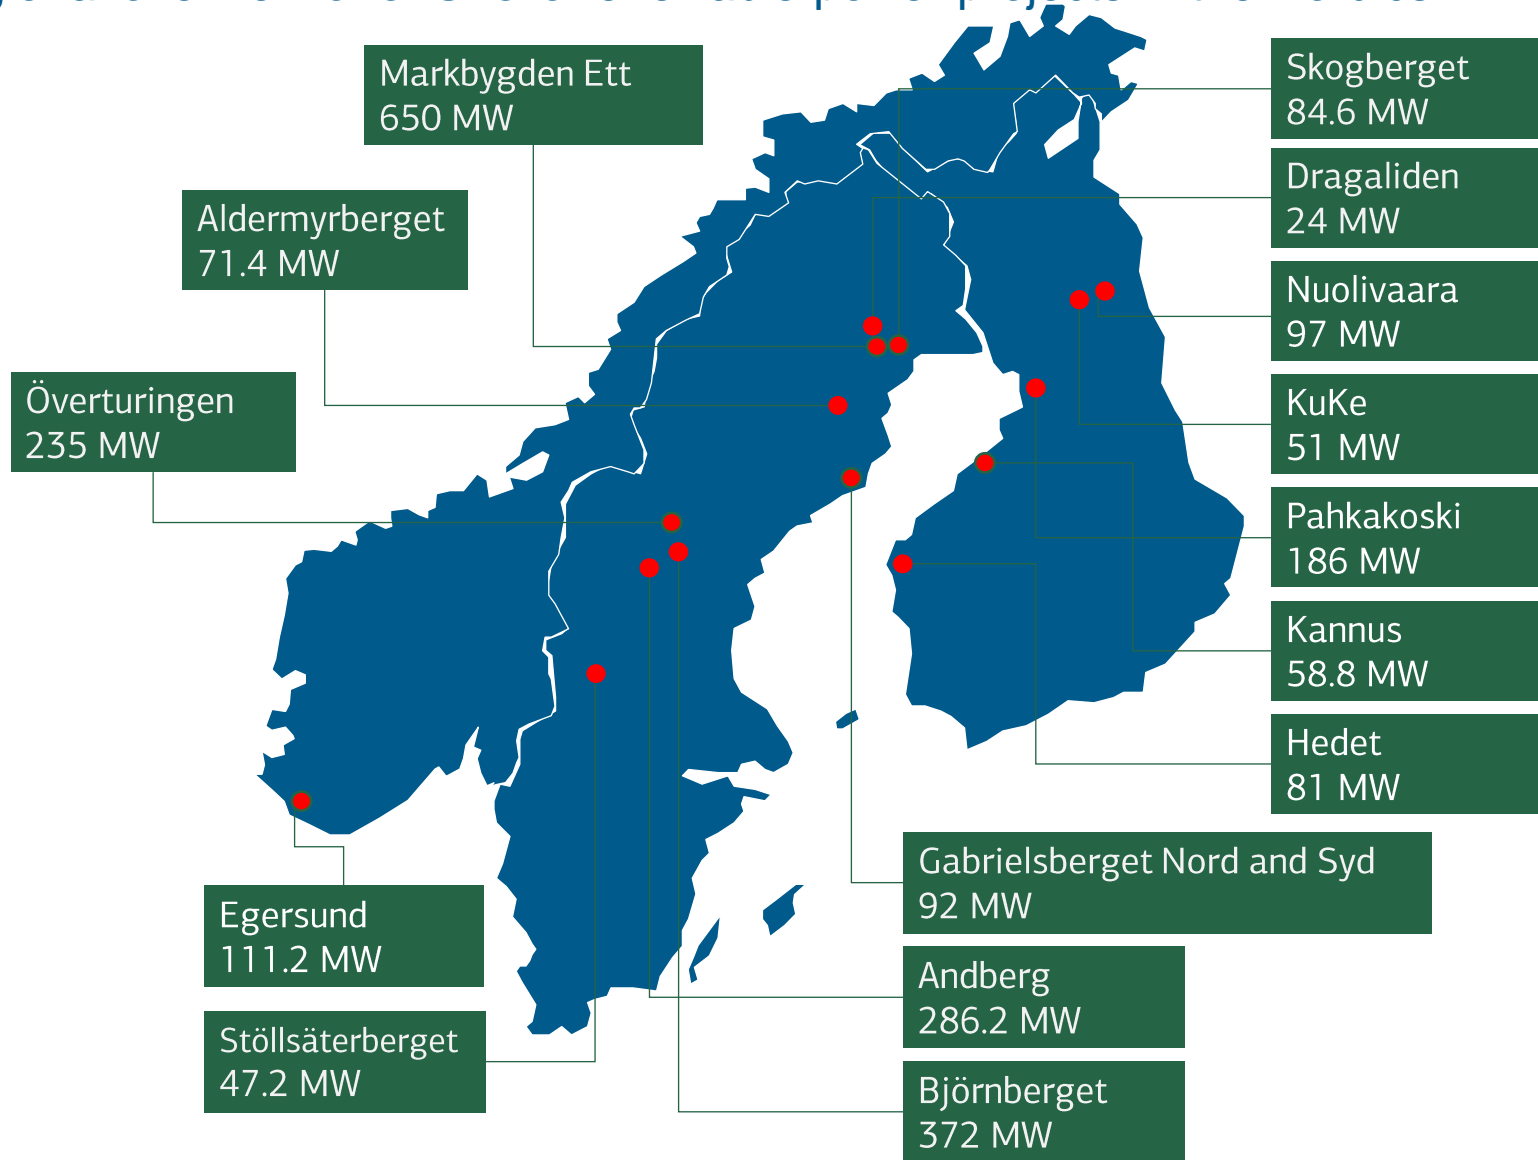 projects
Markbygden Ett
650 MW
Skogberget
84.6 MW
Dragaliden
24 MW
Aldermyrberget
71.4 MW
Nuolivaara
97 MW
Överturingen
235 MW
KuKe
51 MW
Pahkakoski
186 MW
Kannus
58.8 MW
Hedet
81 MW
Gabrielsberget Nord and Syd
92 MW
Egersund
111.2 MW
Andberg
286.2 MW
Stöllsäterberget
47.2 MW
Björnberget
372 MW